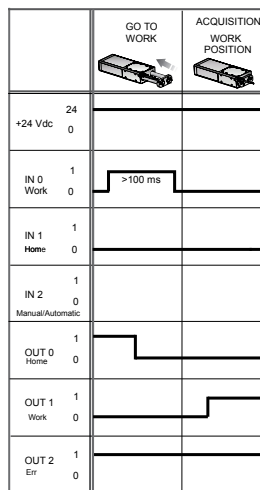 GO TO
WORK
ACQUISITION
WORK
POSITION
24
+24 Vdc
0
1
IN 0
Work
0
>100 ms
1
IN 1
Home
0
1
IN 2
0
Manual/Automatic
1
OUT 0
Home
0
1
OUT 1
Work
0
1
OUT 2
Err
0